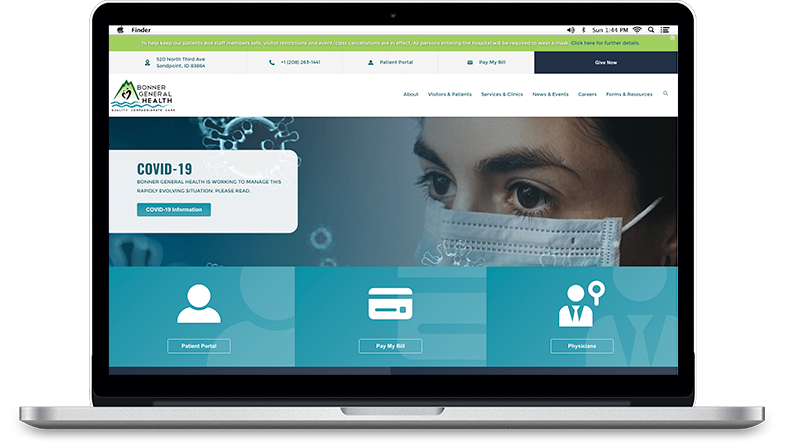 Finder
Sun 1:44 PM
To help keep our patients and staff members safe, visitor restrictions and event/class cancellations are in effect. All persons entering the hospital will be required to wear a mask. Click here for further details.
520 North Third Ave
Sandpoint, ID 83864
+1 (208) 263-1441
Patient Portal
Pay My Bill
Give Now
BONNER
GENERAL
HEALTH
QUALITY COMPASSIONATE CARE
About Visitors & Patients Services & Clinics News & Events Careers Forms & Resources
COVID-19
BONNER GENERAL HEALTH IS WORKING TO MANAGE THIS
RAPIDLY EVOLVING SITUATION. PLEASE READ.
COVID-19 Information
Patient Portal
Pay My Bill
Physicians